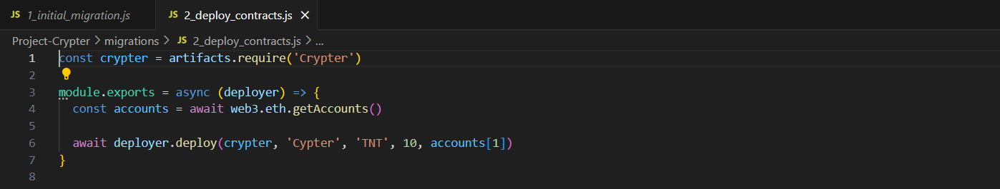 JS 1_initial_migration.js JS 2_deploy_contracts.js ×
Project-Crypter > migrations > JS 2_deploy_contracts.js > ...
1 const crypter = artifacts.require('Crypter')
2
3 module.exports = async (deployer) => {
4 const accounts = await web3.eth.getAccounts()
5
6 await deployer.deploy(crypter, 'Cypter', 'TNT', 10, accounts[1])
7 }
8